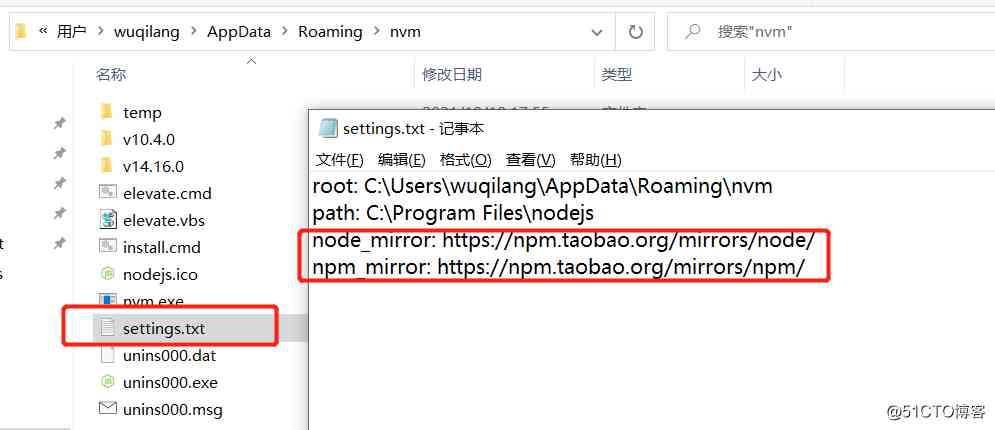 « 用户 › wuqilang › AppData › Roaming › nvm
搜索"nvm"
名称 修改日期 类型 大小
temp
v10.4.0
v14.16.0
elevate.cmd
elevate.vbs
install.cmd
nodejs.ico
nvm.exe
settings.txt
unins000.dat
unins000.exe
unins000.msg
settings.txt - 记事本
文件(F) 编辑(E) 格式(O) 查看(V) 帮助(H)
root: C:\Users\wuqilang\AppData\Roaming\nvm
path: C:\Program Files\nodejs
node_mirror: https://npm.taobao.org/mirrors/node/
npm_mirror: https://npm.taobao.org/mirrors/npm/
@51CTO博客